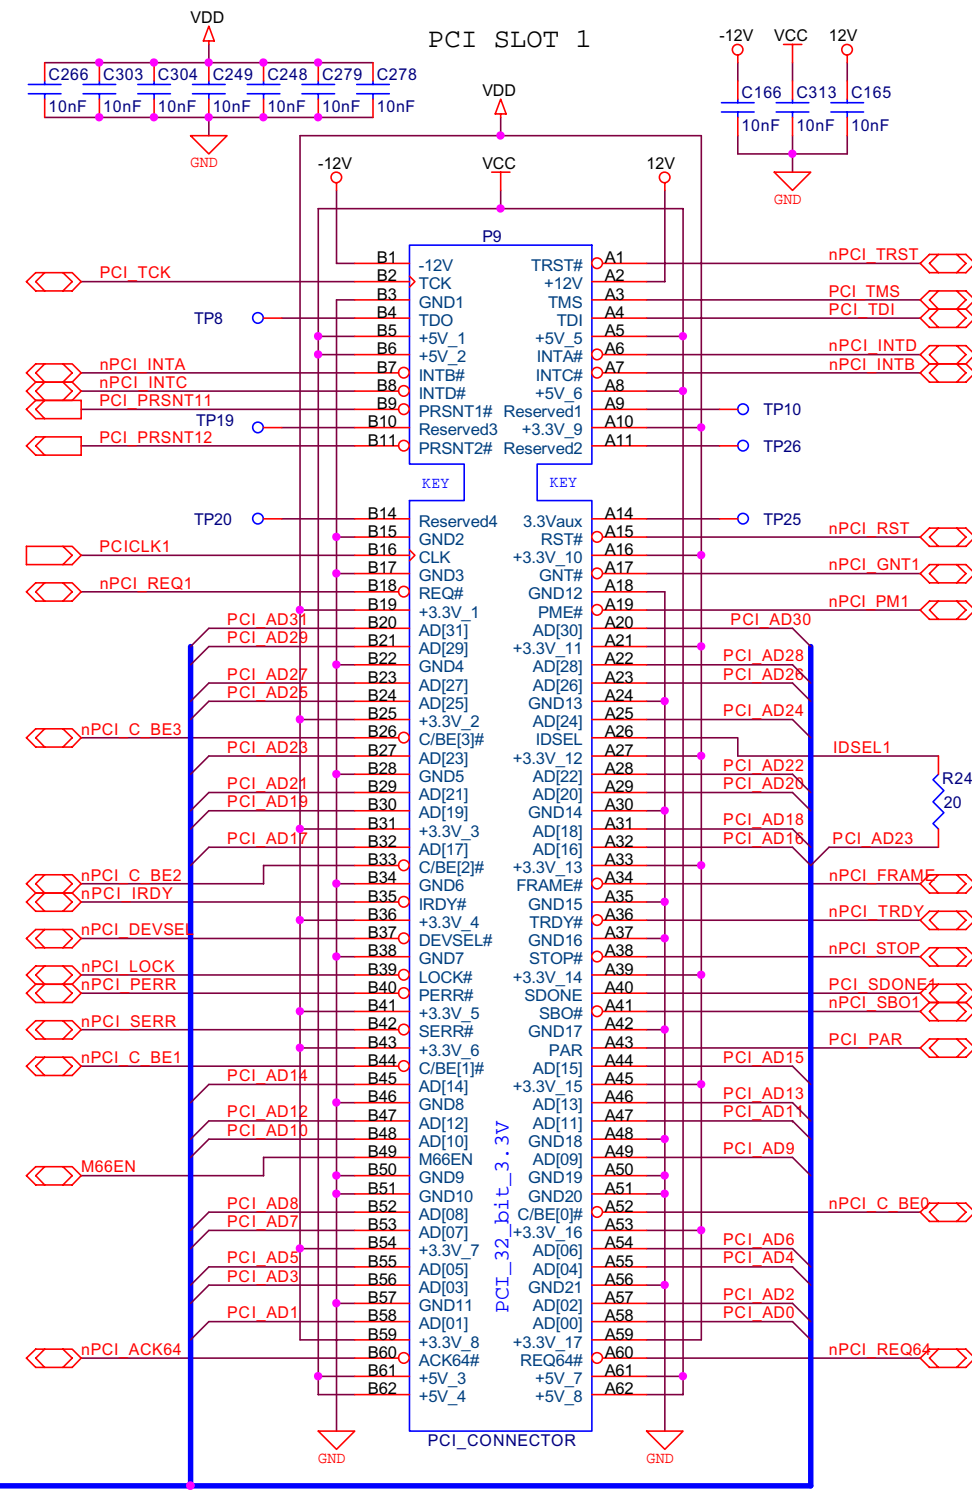 VDD
PCI SLOT 1
-12V VCC 12V
C266 C303 C304 C249 C248 C279 C278
10nF 10nF 10nF 10nF 10nF 10nF 10nF
C166 C313 C165
10nF 10nF 10nF
GND
GND
VDD
-12V VCC 12V
P9
B1 -12V TRST# A1 nPCI_TRST
PCI_TCK B2 TCK +12V A2
B3 GND1 TMS A3 PCI_TMS
TP8 B4 TDO TDI A4 PCI_TDI
B5 +5V_1 +5V_5 A5
B6 +5V_2 INTA# A6 nPCI_INTD
nPCI_INTA B7 INTB# INTC# A7 nPCI_INTB
nPCI_INTC B8 INTD# +5V_6 A8
PCI_PRSNT11 B9 PRSNT1# Reserved1 A9 TP10
TP19 B10 Reserved3 +3.3V_9 A10
PCI_PRSNT12 B11 PRSNT2# Reserved2 A11 TP26
KEY KEY
TP20 B14 Reserved4 3.3Vaux A14 TP25
B15 GND2 RST# A15 nPCI_RST
PCICLK1 B16 CLK +3.3V_10 A16
B17 GND3 GNT# A17 nPCI_GNT1
nPCI_REQ1 B18 REQ# GND12 A18
B19 +3.3V_1 PME# A19 nPCI_PM1
PCI_AD31 B20 AD[31] AD[30] A20 PCI_AD30
PCI_AD29 B21 AD[29] +3.3V_11 A21
B22 GND4 AD[28] A22 PCI_AD28
PCI_AD27 B23 AD[27] AD[26] A23 PCI_AD26
PCI_AD25 B24 AD[25] GND13 A24
B25 +3.3V_2 AD[24] A25 PCI_AD24
nPCI_C_BE3 B26 C/BE[3]# IDSEL A26 IDSEL1
PCI_AD23 B27 AD[23] +3.3V_12 A27
B28 GND5 AD[22] A28 PCI_AD22
PCI_AD21 B29 AD[21] AD[20] A29 PCI_AD20
R24
20
PCI_AD19 B30 AD[19] GND14 A30
B31 +3.3V_3 AD[18] A31 PCI_AD18
PCI_AD17 B32 AD[17] AD[16] A32 PCI_AD16 PCI_AD23
B33 C/BE[2]# +3.3V_13 A33
nPCI_C_BE2 B34 GND6 FRAME# A34 nPCI_FRAME
nPCI_IRDY B35 IRDY# GND15 A35
B36 +3.3V_4 TRDY# A36 nPCI_TRDY
nPCI_DEVSEL B37 DEVSEL# GND16 A37
B38 GND7 STOP# A38 nPCI_STOP
nPCI_LOCK B39 LOCK# +3.3V_14 A39
nPCI_PERR B40 PERR# SDONE A40 PCI_SDONE1
B41 +3.3V_5 SBO# A41 nPCI_SBO1
nPCI_SERR B42 SERR# GND17 A42
B43 +3.3V_6 PAR A43 PCI_PAR
nPCI_C_BE1 B44 C/BE[1]# AD[15] A44 PCI_AD15
PCI_AD14 B45 AD[14] +3.3V_15 A45
B46 GND8 AD[13] A46 PCI_AD13
PCI_AD12 B47 AD[12] AD[11] A47 PCI_AD11
PCI_AD10 B48 AD[10] GND18 A48
M66EN B49 M66EN AD[09] A49 PCI_AD9
B50 GND9 GND19 A50
B51 GND10 GND20 A51
PCI_AD8 B52 AD[08] C/BE[0]# A52 nPCI_C_BE0
PCI_AD7 B53 AD[07] +3.3V_16 A53
B54 +3.3V_7 AD[06] A54 PCI_AD6
PCI_AD5 B55 AD[05] AD[04] A55 PCI_AD4
PCI_AD3 B56 AD[03] GND21 A56
B57 GND11 AD[02] A57 PCI_AD2
PCI_AD1 B58 AD[01] AD[00] A58 PCI_AD0
B59 +3.3V_8 +3.3V_17 A59
nPCI_ACK64 B60 ACK64# REQ64# A60 nPCI_REQ64
B61 +5V_3 +5V_7 A61
B62 +5V_4 +5V_8 A62
PCI_32_bit_3.3V
PCI_CONNECTOR
GND GND